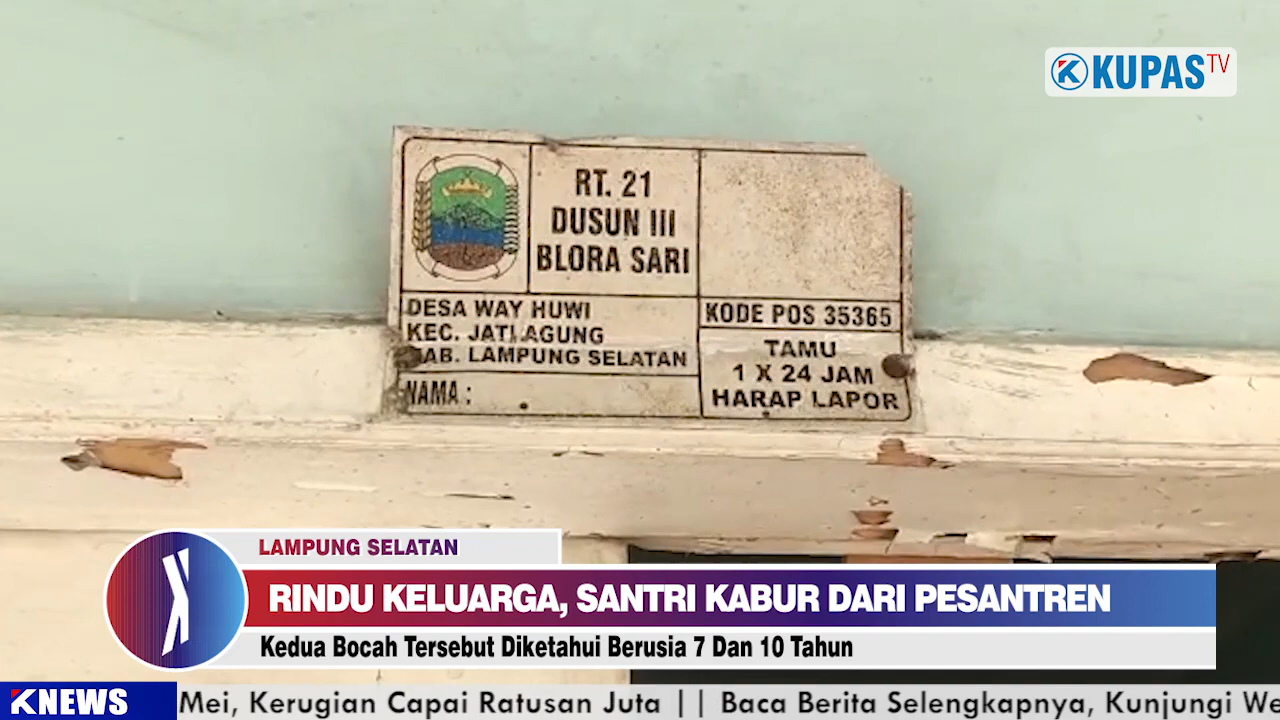 KUPAS TV
RT. 21
DUSUN III
BLORA SARI
DESA WAY HUWI
KEC. JATI AGUNG
KAB. LAMPUNG SELATAN
NAMA :
KODE POS 35365
TAMU
1 X 24 JAM
HARAP LAPOR
LAMPUNG SELATAN
RINDU KELUARGA, SANTRI KABUR DARI PESANTREN
Kedua Bocah Tersebut Diketahui Berusia 7 Dan 10 Tahun
KNEWS
Mei, Kerugian Capai Ratusan Juta || Baca Berita Selengkapnya, Kunjungi We